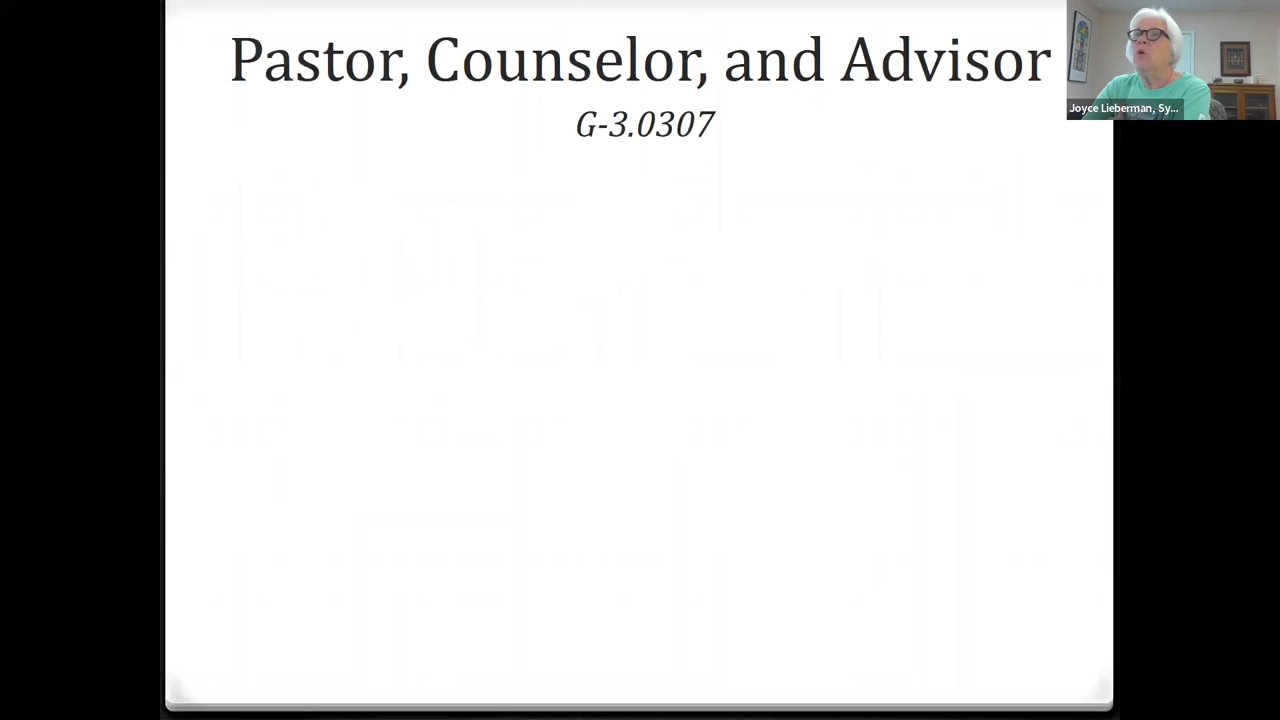 Pastor, Counselor, and Advisor
G-3.0307
Joyce Lieberman, Sy...